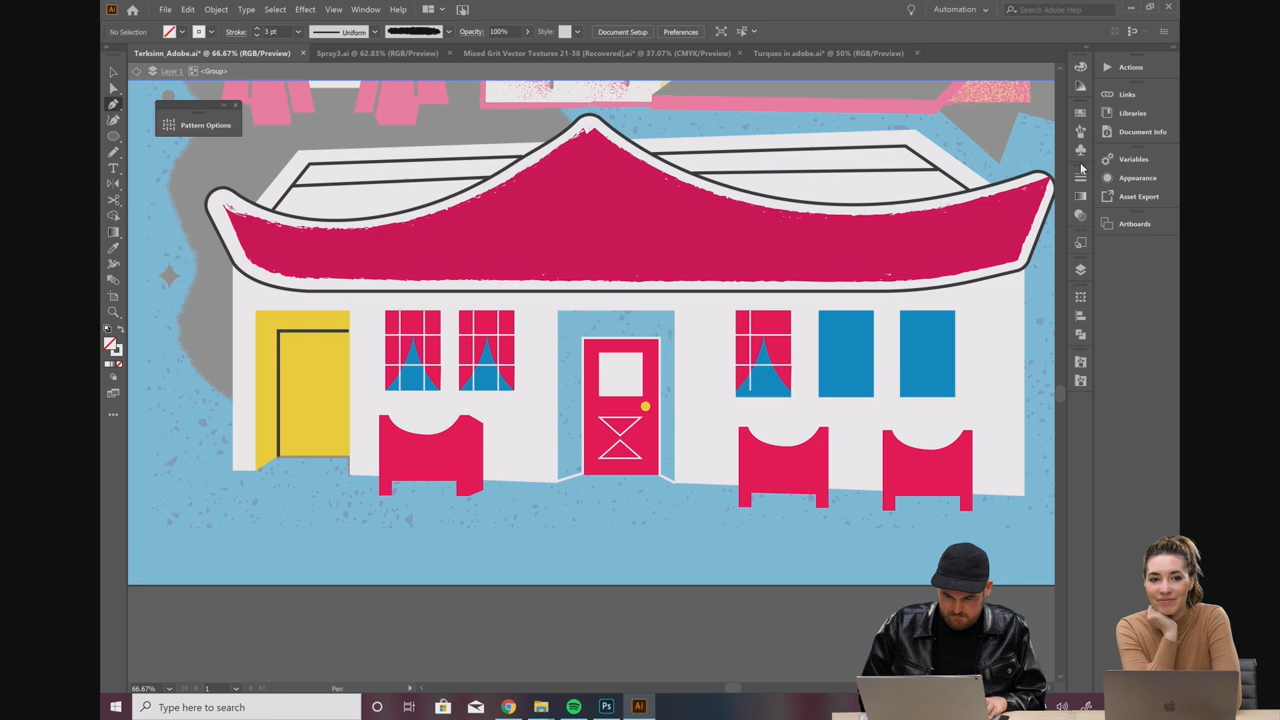 Ai File Edit Object Type Select Effect View Window Help Automation Search Adobe Help
No Selection Stroke: 3 pt Uniform Opacity: 100% Style: Document Setup Preferences
Terksinn_Adobe.ai* @ 66.67% (RGB/Preview) × Spray3.ai @ 62.83% (RGB/Preview) × Mixed Grit Vector Textures 21-38 [Recovered].ai* @ 37.07% (CMYK/Preview) × Turques in adobe.ai* @ 50% (RGB/Preview) ×
Layer 1 <Group>
Actions
Links
Pattern Options
Libraries
Document Info
Variables
Appearance
Asset Export
Artboards
66.67% 1 Pen
Type here to search
Ps Ai